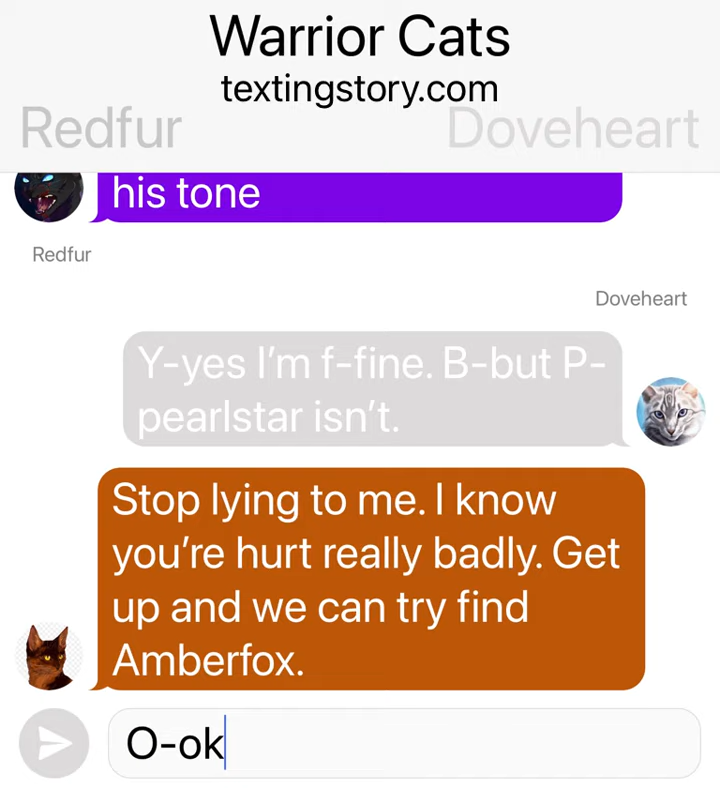 Warrior Cats
textingstory.com
Redfur
Doveheart
his tone
Redfur
Doveheart
Y-yes I’m f-fine. B-but P-
pearlstar isn’t.
Stop lying to me. I know
you’re hurt really badly. Get
up and we can try find
Amberfox.
O-ok